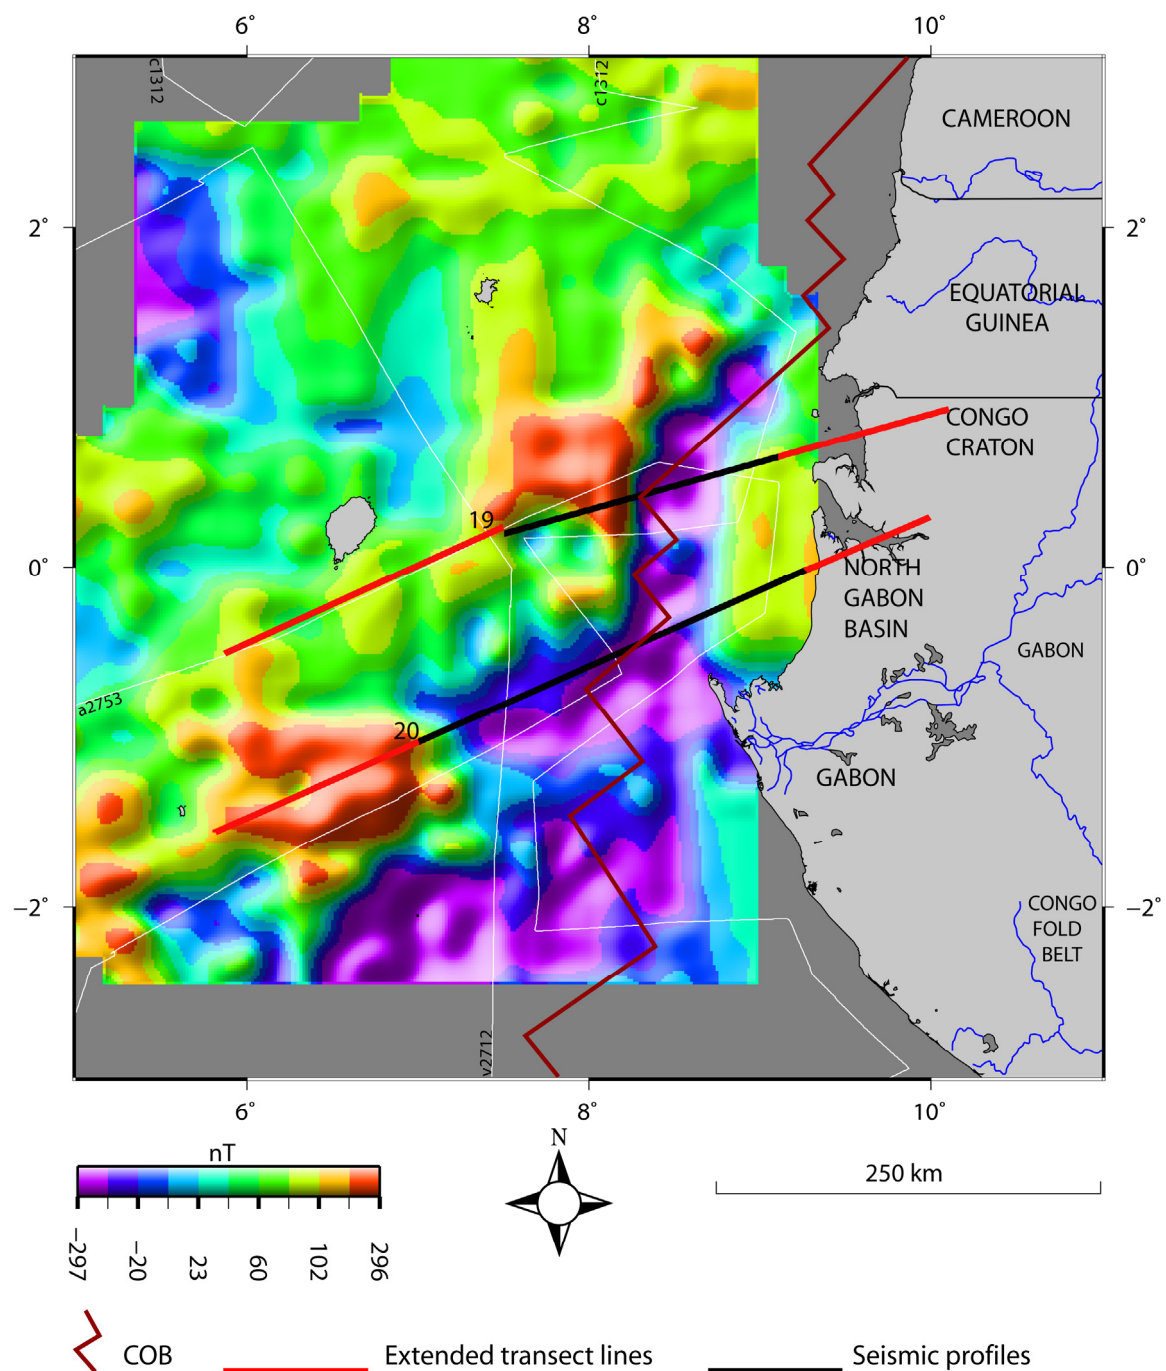 6° 8° 10°
c1312
c1312
CAMEROON
2° 2°
EQUATORIAL
GUINEA
CONGO
CRATON
19
0° 0°
NORTH
GABON
BASIN
GABON
a2753
20
GABON
−2° −2°
CONGO
FOLD
BELT
v2712
6° 8° 10°
N
nT
250 km
−297 −20 23 60 102 296
COB Extended transect lines Seismic profiles